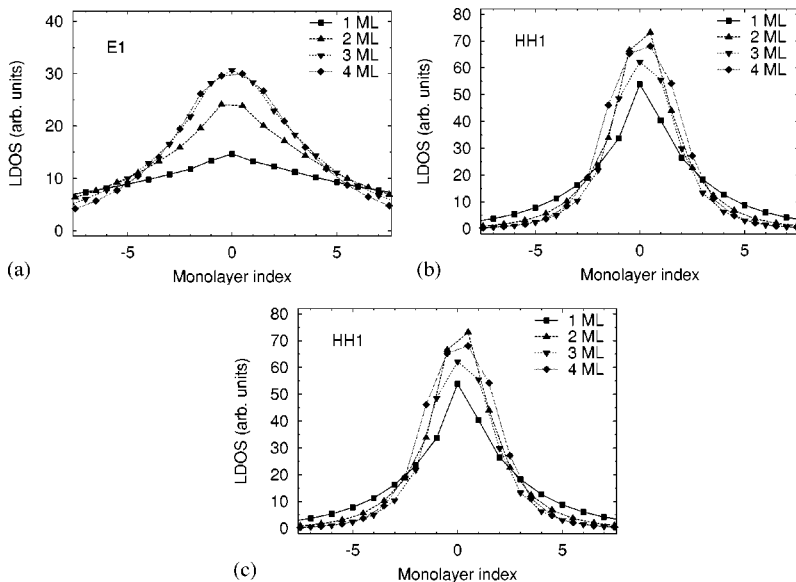 40
30
20
10
0
LDOS (arb. units)
E1
1 ML
2 ML
3 ML
4 ML
-5
0
5
Monolayer index
(a)
80
70
60
50
40
30
20
10
0
LDOS (arb. units)
HH1
1 ML
2 ML
3 ML
4 ML
-5
0
5
Monolayer index
(b)
80
70
60
50
40
30
20
10
0
LDOS (arb. units)
HH1
1 ML
2 ML
3 ML
4 ML
-5
0
5
Monolayer index
(c)